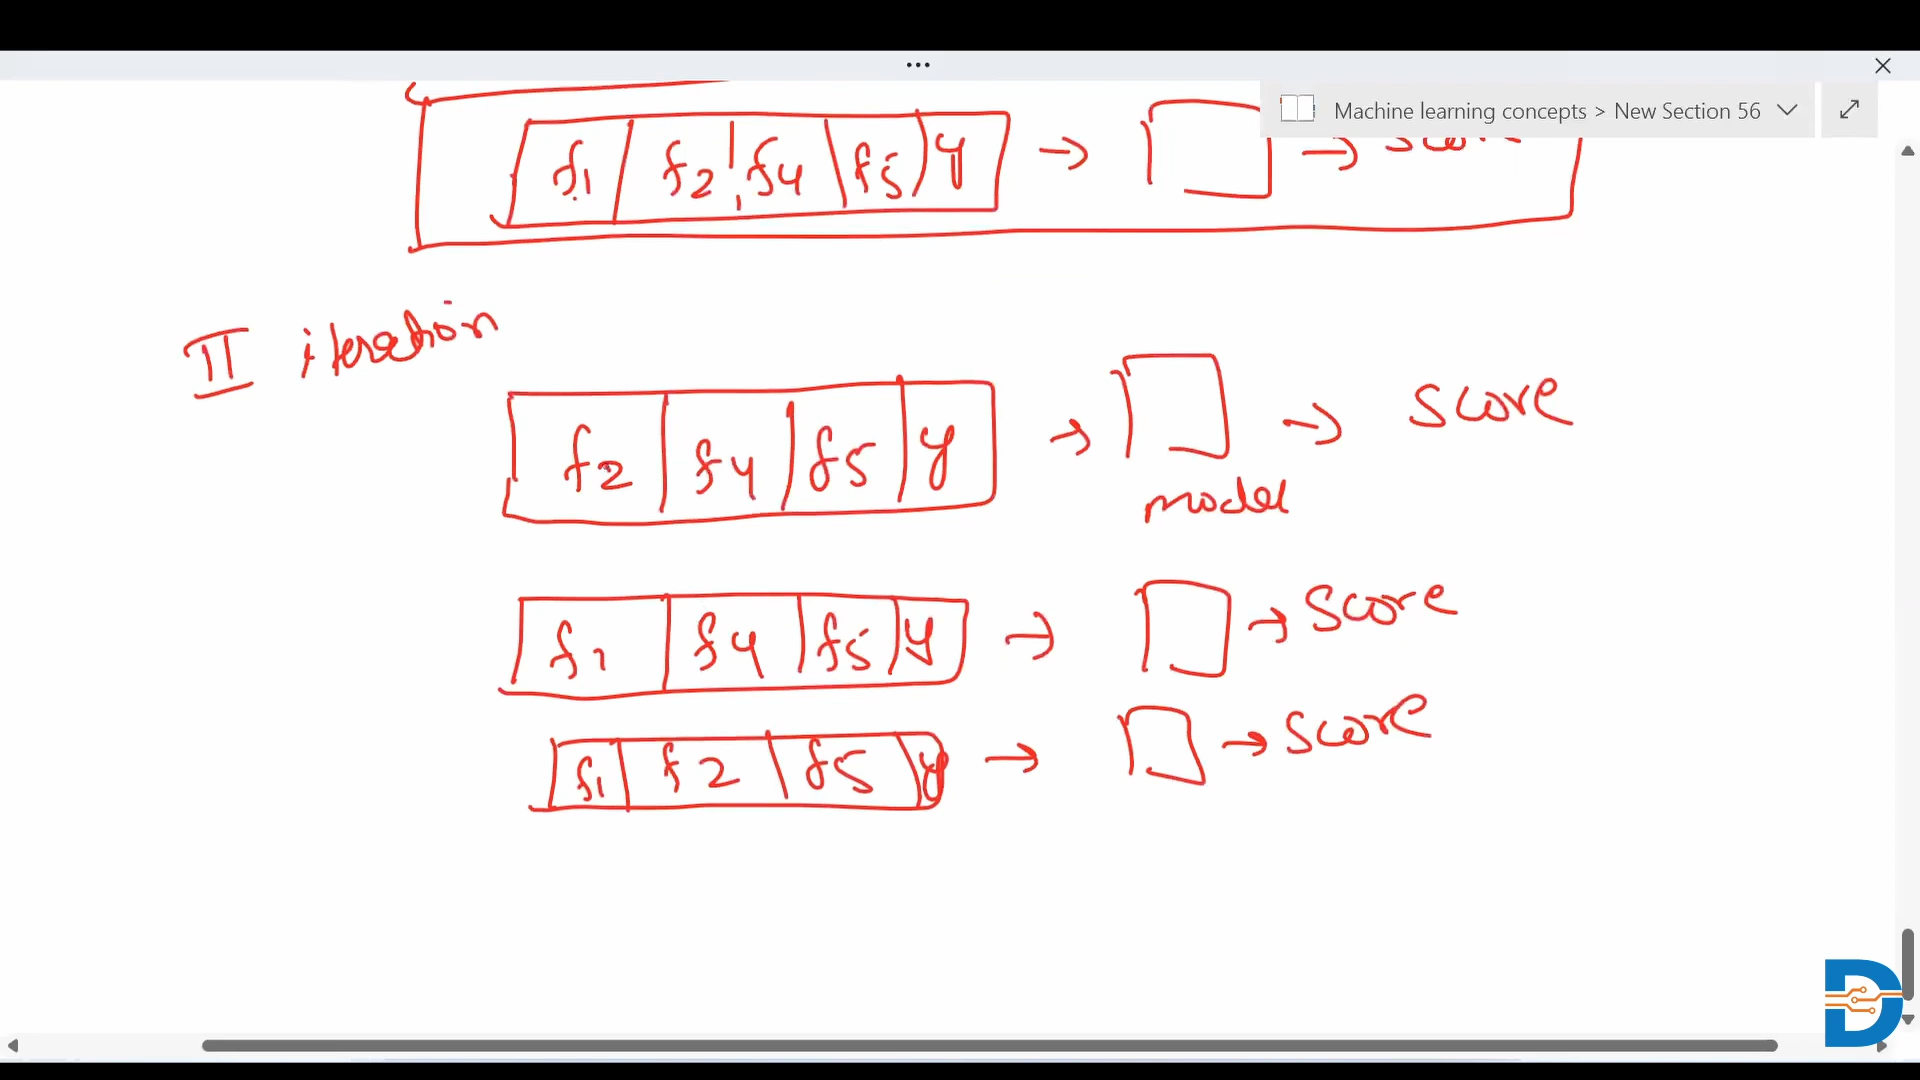 Machine learning concepts > New Section 56
f1 f2 f4 f5 y → → score
II iteration
f2 f4 f5 y → → score
model
f1 f4 f5 y → → score
f1 f2 f5 y → → score